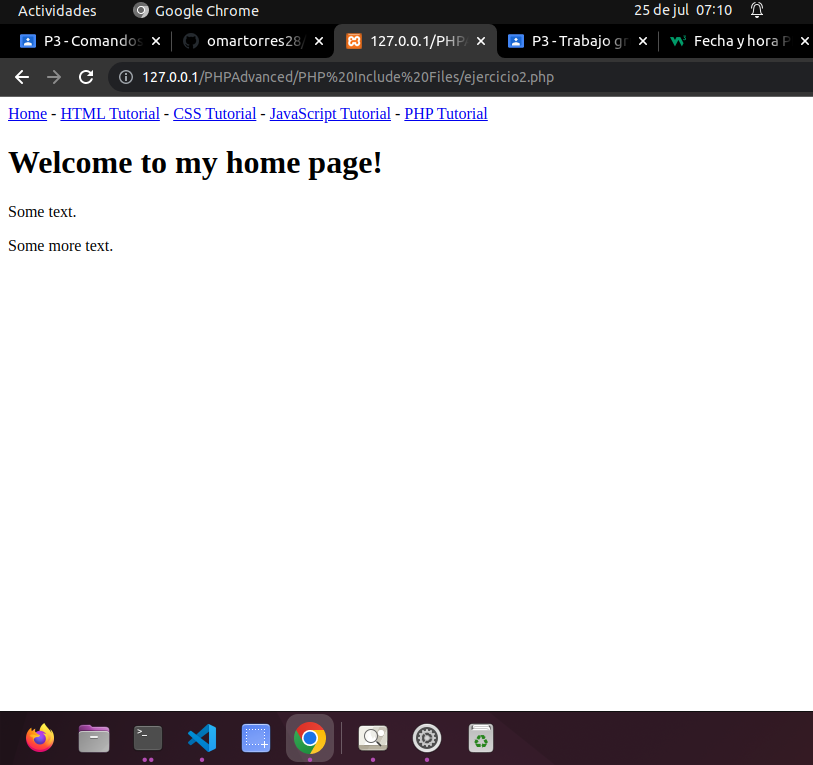 Actividades Google Chrome 25 de jul 07:10
P3 - Comandos omartorres28/ 127.0.0.1/PHPA P3 - Trabajo gr Fecha y hora P
127.0.0.1/PHPAdvanced/PHP%20Include%20Files/ejercicio2.php
Home - HTML Tutorial - CSS Tutorial - JavaScript Tutorial - PHP Tutorial
Welcome to my home page!
Some text.
Some more text.